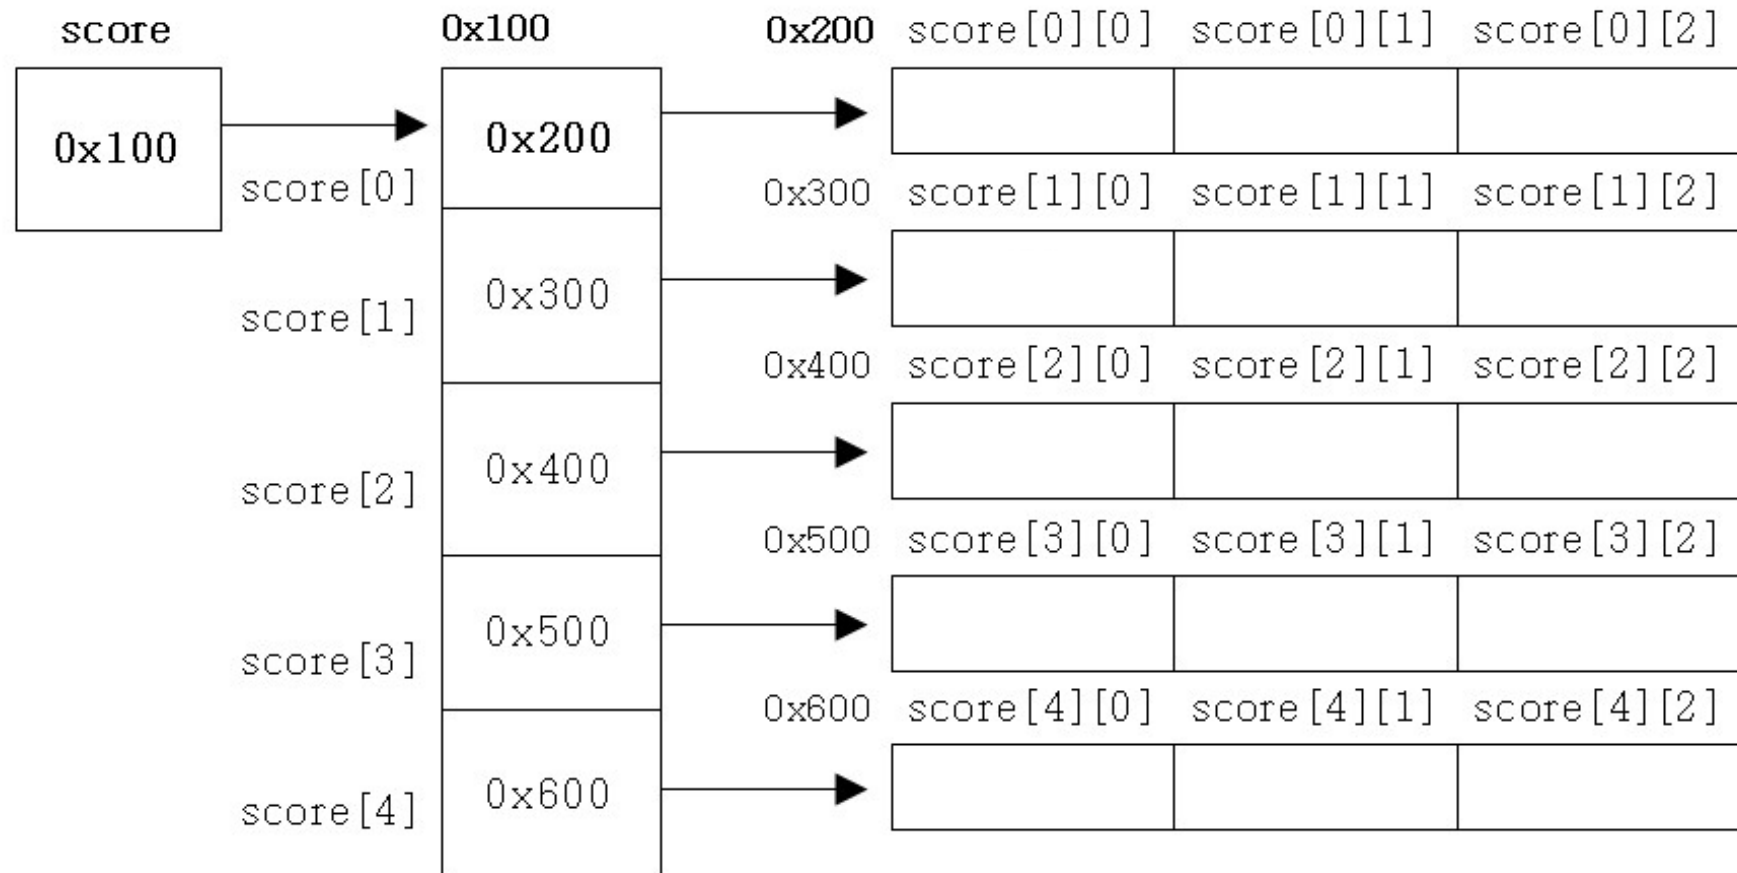 score 0x100 0x200 score[0][0] score[0][1] score[0][2]
0x100 0x200
score[0] 0x300 score[1][0] score[1][1] score[1][2]
score[1] 0x300
0x400 score[2][0] score[2][1] score[2][2]
score[2] 0x400
0x500 score[3][0] score[3][1] score[3][2]
score[3] 0x500
0x600 score[4][0] score[4][1] score[4][2]
score[4] 0x600